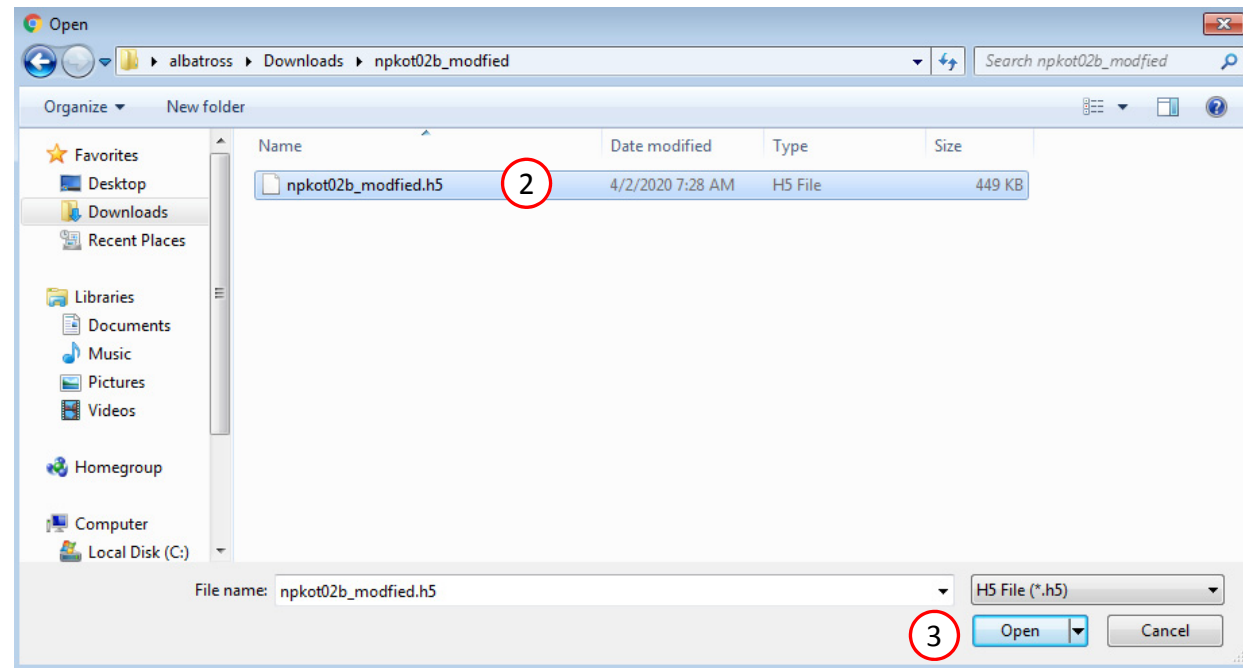 Open
albatross Downloads npkot02b_modfied Search npkot02b_modfied
Organize New folder
Name Date modified Type Size
npkot02b_modfied.h5 2 4/2/2020 7:28 AM H5 File 449 KB
Favorites
Desktop
Downloads
Recent Places
Libraries
Documents
Music
Pictures
Videos
Homegroup
Computer
Local Disk (C:)
File name: npkot02b_modfied.h5 H5 File (*.h5)
3 Open Cancel